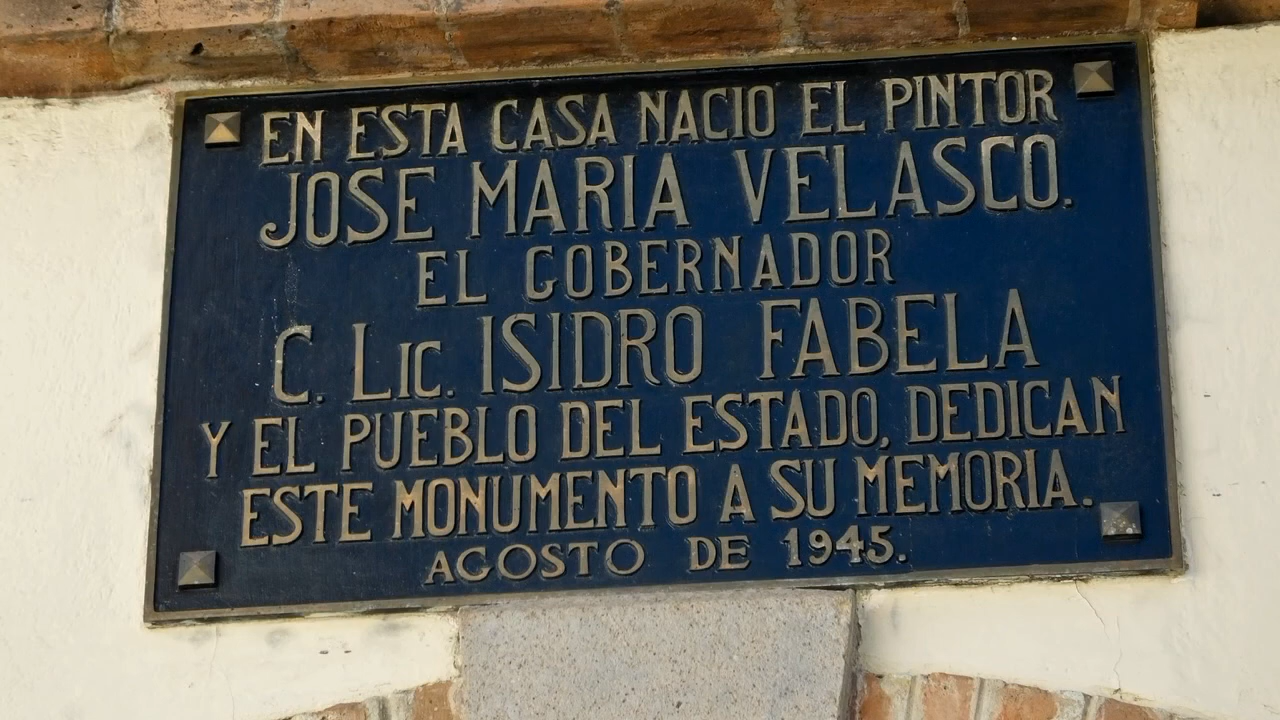 EN ESTA CASA NACIO EL PINTOR
JOSE MARIA VELASCO.
EL GOBERNADOR
C. LIC. ISIDRO FABELA
Y EL PUEBLO DEL ESTADO, DEDICAN
ESTE MONUMENTO A SU MEMORIA.
AGOSTO DE 1945.